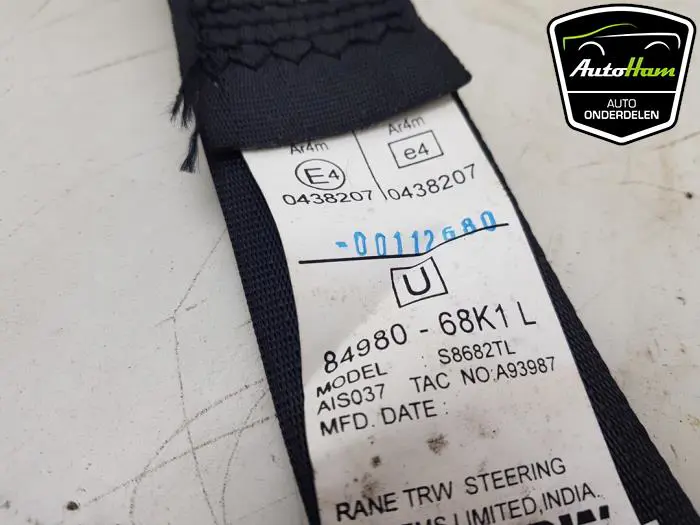 AutoHam
AUTO
ONDERDELEN
Ar4m Ar4m
E4 e4
0438207 0438207
-00112680
U
84980 - 68K1 L
MODEL : S8682TL
AIS037 TAC NO:A93987
MFD. DATE :
RANE TRW STEERING
LIMITED, INDIA.